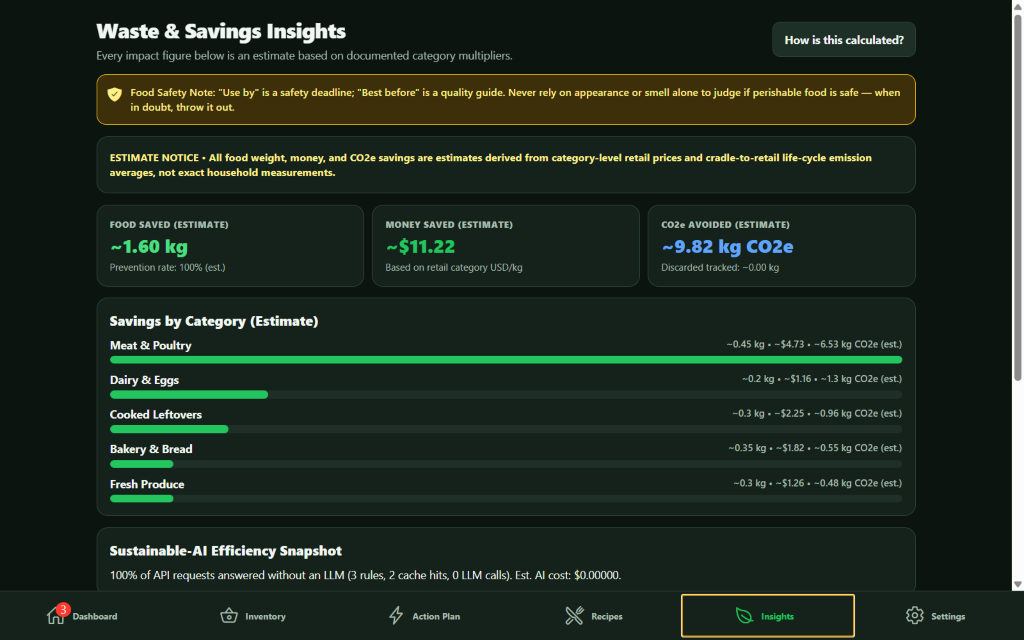 Waste & Savings Insights
Every impact figure below is an estimate based on documented category multipliers.
How is this calculated?
Food Safety Note: "Use by" is a safety deadline; "Best before" is a quality guide. Never rely on appearance or smell alone to judge if perishable food is safe — when
in doubt, throw it out.
ESTIMATE NOTICE • All food weight, money, and CO2e savings are estimates derived from category-level retail prices and cradle-to-retail life-cycle emission
averages, not exact household measurements.
FOOD SAVED (ESTIMATE)
~1.60 kg
Prevention rate: 100% (est.)
MONEY SAVED (ESTIMATE)
~$11.22
Based on retail category USD/kg
CO2e AVOIDED (ESTIMATE)
~9.82 kg CO2e
Discarded tracked: ~0.00 kg
Savings by Category (Estimate)
Meat & Poultry
~0.45 kg • ~$4.73 • ~6.53 kg CO2e (est.)
Dairy & Eggs
~0.2 kg • ~$1.16 • ~1.3 kg CO2e (est.)
Cooked Leftovers
~0.3 kg • ~$2.25 • ~0.96 kg CO2e (est.)
Bakery & Bread
~0.35 kg • ~$1.82 • ~0.55 kg CO2e (est.)
Fresh Produce
~0.3 kg • ~$1.26 • ~0.48 kg CO2e (est.)
Sustainable-AI Efficiency Snapshot
100% of API requests answered without an LLM (3 rules, 2 cache hits, 0 LLM calls). Est. AI cost: $0.00000.
3
Dashboard
Inventory
Action Plan
Recipes
Insights
Settings